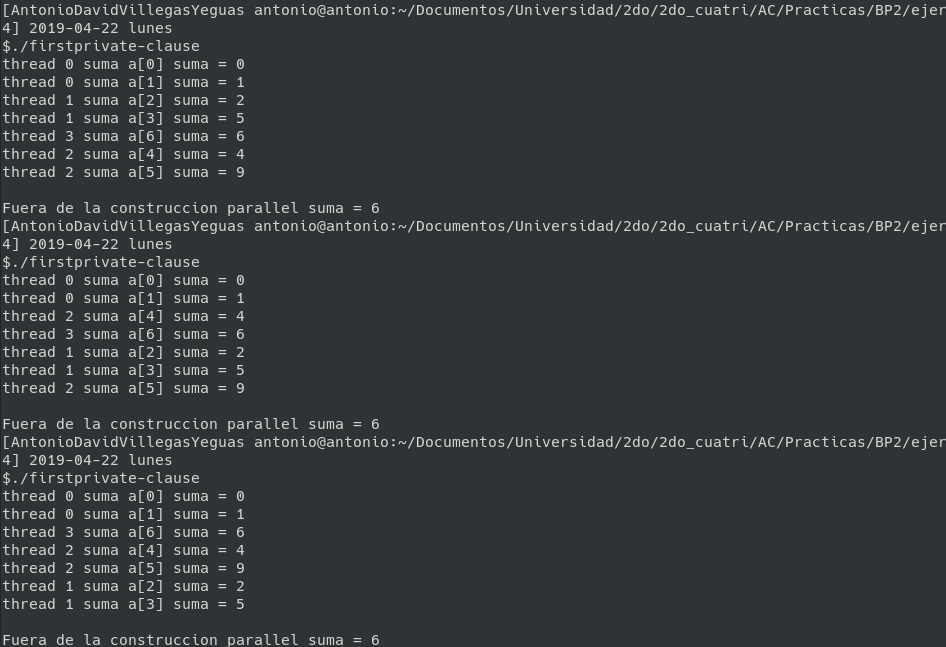 [AntonioDavidVillegasYeguas antonio@antonio:~/Documentos/Universidad/2do/2do_cuatri/AC/Practicas/BP2/ejer
4] 2019-04-22 lunes
$./firstprivate-clause
thread 0 suma a[0] suma = 0
thread 0 suma a[1] suma = 1
thread 1 suma a[2] suma = 2
thread 1 suma a[3] suma = 5
thread 3 suma a[6] suma = 6
thread 2 suma a[4] suma = 4
thread 2 suma a[5] suma = 9

Fuera de la construccion parallel suma = 6
[AntonioDavidVillegasYeguas antonio@antonio:~/Documentos/Universidad/2do/2do_cuatri/AC/Practicas/BP2/ejer
4] 2019-04-22 lunes
$./firstprivate-clause
thread 0 suma a[0] suma = 0
thread 0 suma a[1] suma = 1
thread 2 suma a[4] suma = 4
thread 3 suma a[6] suma = 6
thread 1 suma a[2] suma = 2
thread 1 suma a[3] suma = 5
thread 2 suma a[5] suma = 9

Fuera de la construccion parallel suma = 6
[AntonioDavidVillegasYeguas antonio@antonio:~/Documentos/Universidad/2do/2do_cuatri/AC/Practicas/BP2/ejer
4] 2019-04-22 lunes
$./firstprivate-clause
thread 0 suma a[0] suma = 0
thread 0 suma a[1] suma = 1
thread 3 suma a[6] suma = 6
thread 2 suma a[4] suma = 4
thread 2 suma a[5] suma = 9
thread 1 suma a[2] suma = 2
thread 1 suma a[3] suma = 5

Fuera de la construccion parallel suma = 6